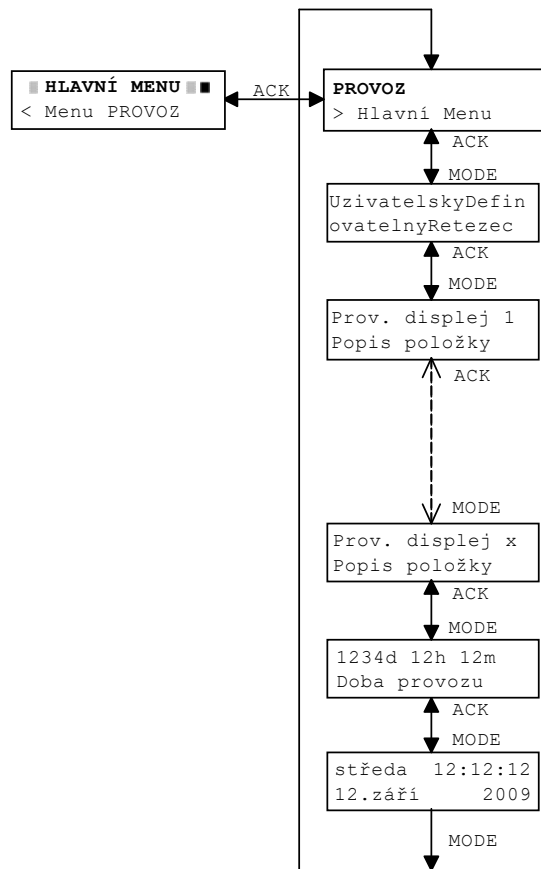 HLAVNÍ MENU
< Menu PROVOZ
ACK
PROVOZ
> Hlavní Menu
ACK
MODE
UzivatelskyDefin
ovatelnyRetezec
ACK
MODE
Prov. displej 1
Popis položky
ACK
MODE
Prov. displej x
Popis položky
ACK
MODE
1234d 12h 12m
Doba provozu
ACK
MODE
středa 12:12:12
12.září 2009
MODE